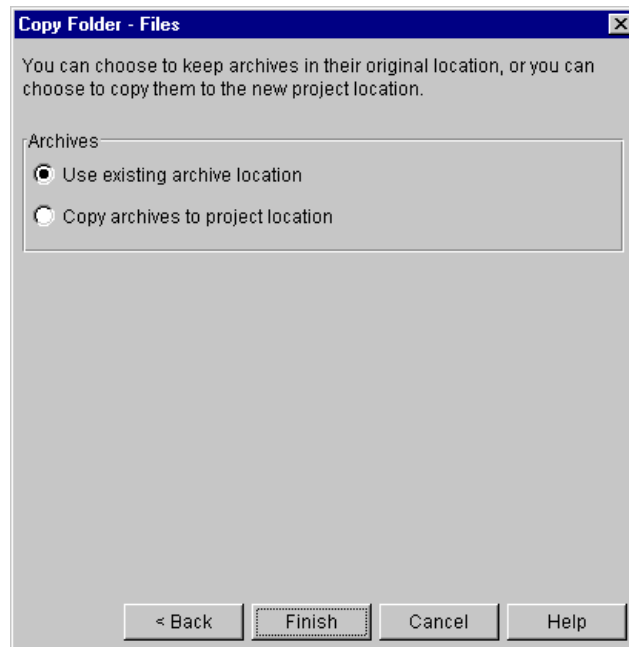 Copy Folder - Files
You can choose to keep archives in their original location, or you can
choose to copy them to the new project location.
Archives
Use existing archive location
Copy archives to project location
< Back Finish Cancel Help